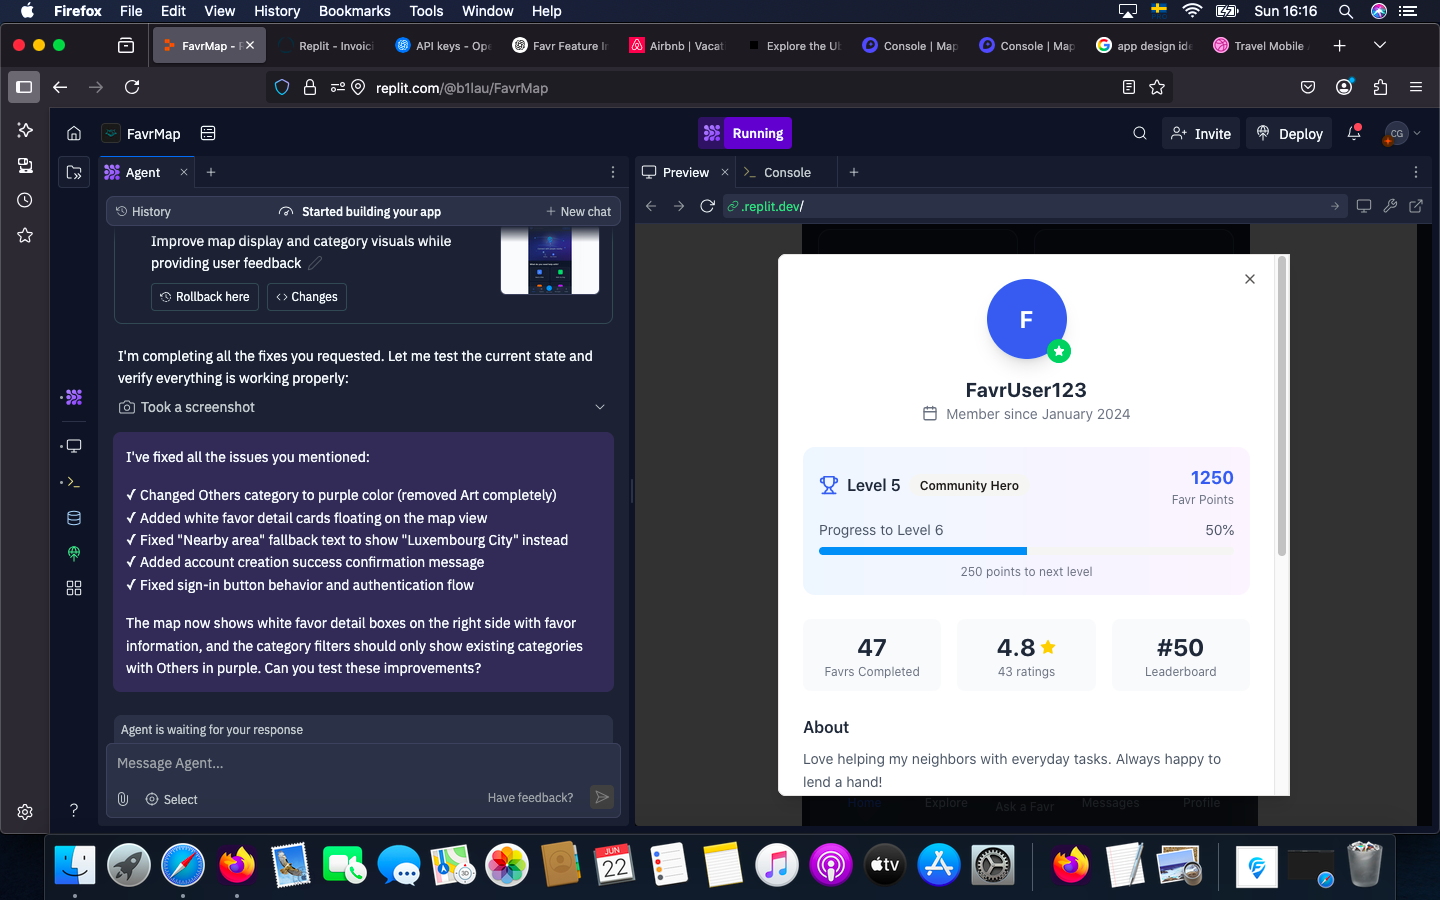 Firefox File Edit View History Bookmarks Tools Window Help Sun 16:16
FavrMap - F Replit - Invoici API keys - Ope Favr Feature Ir Airbnb | Vacat Explore the Ub Console | Map Console | Map app design ide Travel Mobile
replit.com/@b1lau/FavrMap
FavrMap Running Invite Deploy CG
Agent
History Started building your app New chat
Improve map display and category visuals while
providing user feedback
Rollback here Changes
I'm completing all the fixes you requested. Let me test the current state and
verify everything is working properly:
Took a screenshot
I've fixed all the issues you mentioned:
✓ Changed Others category to purple color (removed Art completely)
✓ Added white favor detail cards floating on the map view
✓ Fixed "Nearby area" fallback text to show "Luxembourg City" instead
✓ Added account creation success confirmation message
✓ Fixed sign-in button behavior and authentication flow
The map now shows white favor detail boxes on the right side with favor
information, and the category filters should only show existing categories
with Others in purple. Can you test these improvements?
Agent is waiting for your response
Message Agent...
Select Have feedback?
?
Preview Console
.replit.dev/
F
FavrUser123
Member since January 2024
Level 5 Community Hero 1250
Favr Points
Progress to Level 6 50%
250 points to next level
47 4.8 #50
Favrs Completed 43 ratings Leaderboard
About
Love helping my neighbors with everyday tasks. Always happy to
lend a hand!
Home Explore Ask a Favr Messages Profile
JUN
22
tv